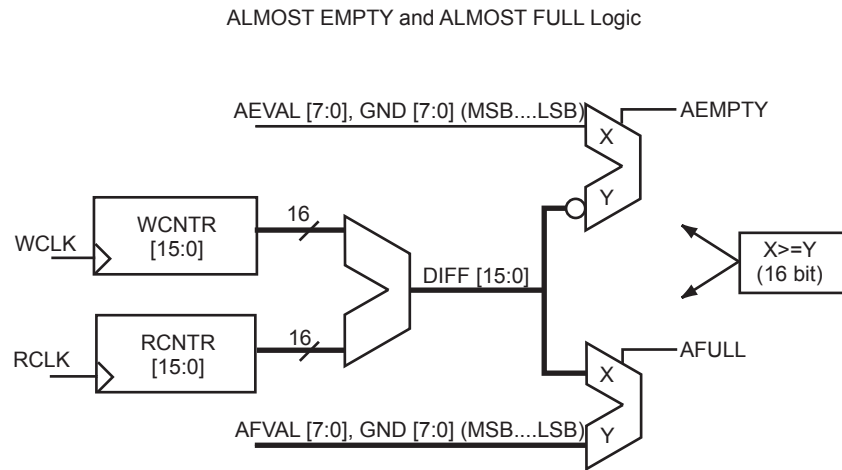 ALMOST EMPTY and ALMOST FULL Logic
AEVAL [7:0], GND [7:0] (MSB....LSB)
X
AEMPTY
Y
WCLK
WCNTR
[15:0]
16
DIFF [15:0]
X>=Y
(16 bit)
RCLK
RCNTR
[15:0]
16
X
AFULL
AFVAL [7:0], GND [7:0] (MSB....LSB)
Y